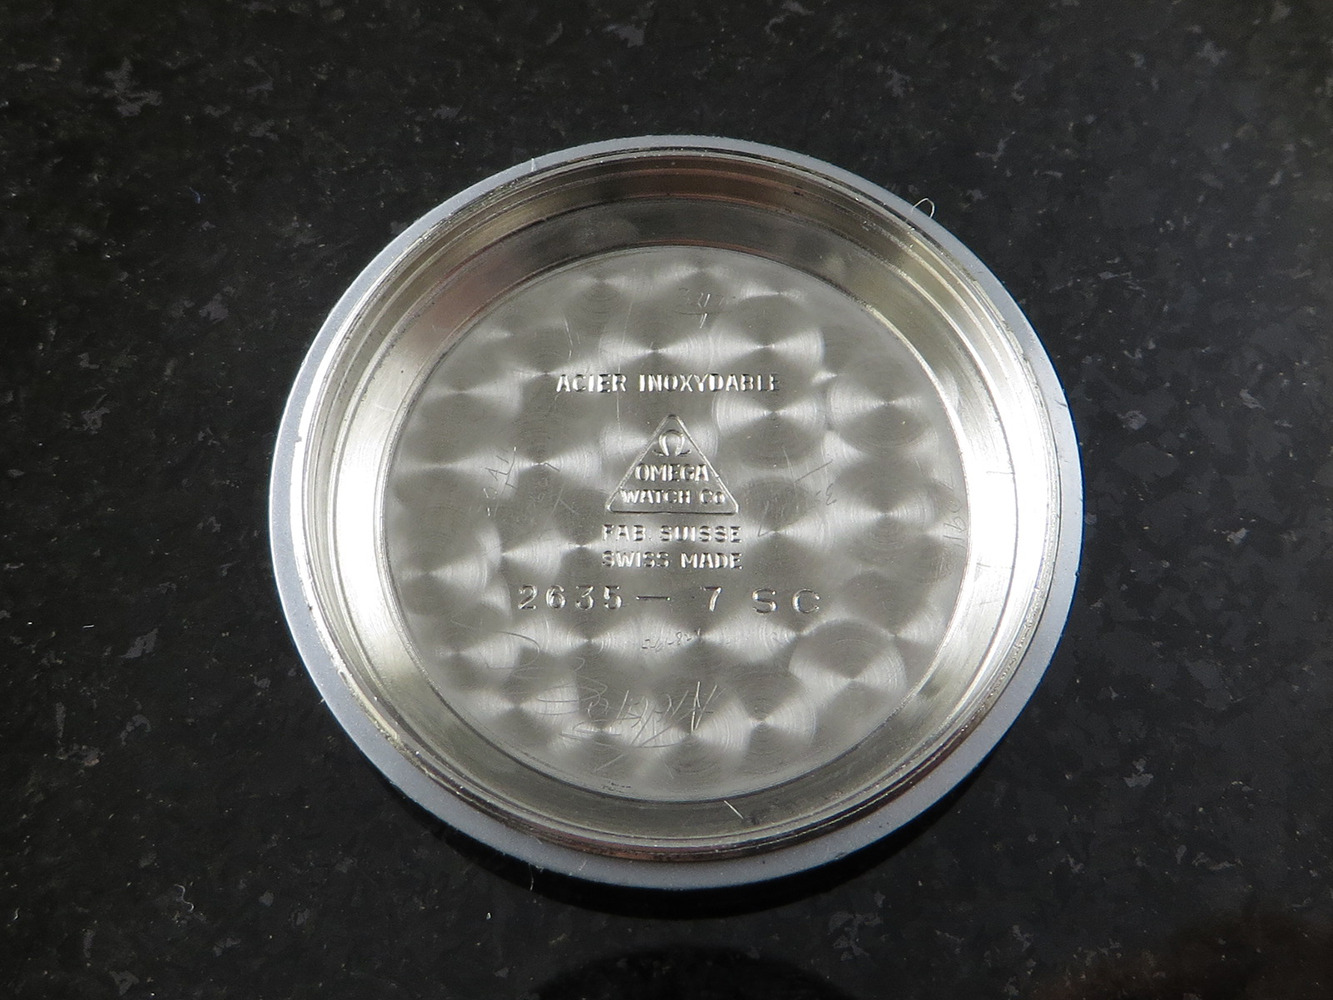 ACIER INOXYDABLE
Ω
OMEGA
WATCH Co
FAB. SUISSE
SWISS MADE
2635 — 7 SC